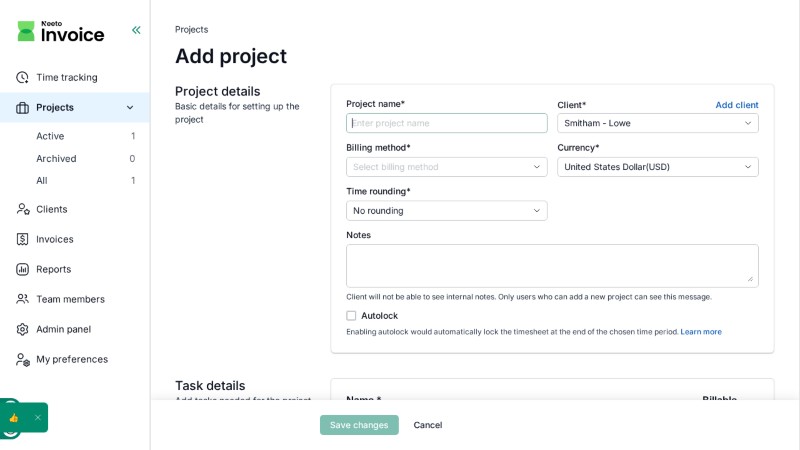 Neeto
Invoice
Time tracking
Projects
Active 1
Archived 0
All 1
Clients
Invoices
Reports
Team members
Admin panel
My preferences
Projects
Add project
Project details
Basic details for setting up the
project
Project name*
Enter project name
Client*
Add client
Smitham - Lowe
Billing method*
Select billing method
Currency*
United States Dollar(USD)
Time rounding*
No rounding
Notes
Client will not be able to see internal notes. Only users who can add a new project can see this message.
Autolock
Enabling autolock would automatically lock the timesheet at the end of the chosen time period. Learn more
Task details
Add tasks needed for the project
Name *
Billable
Save changes
Cancel